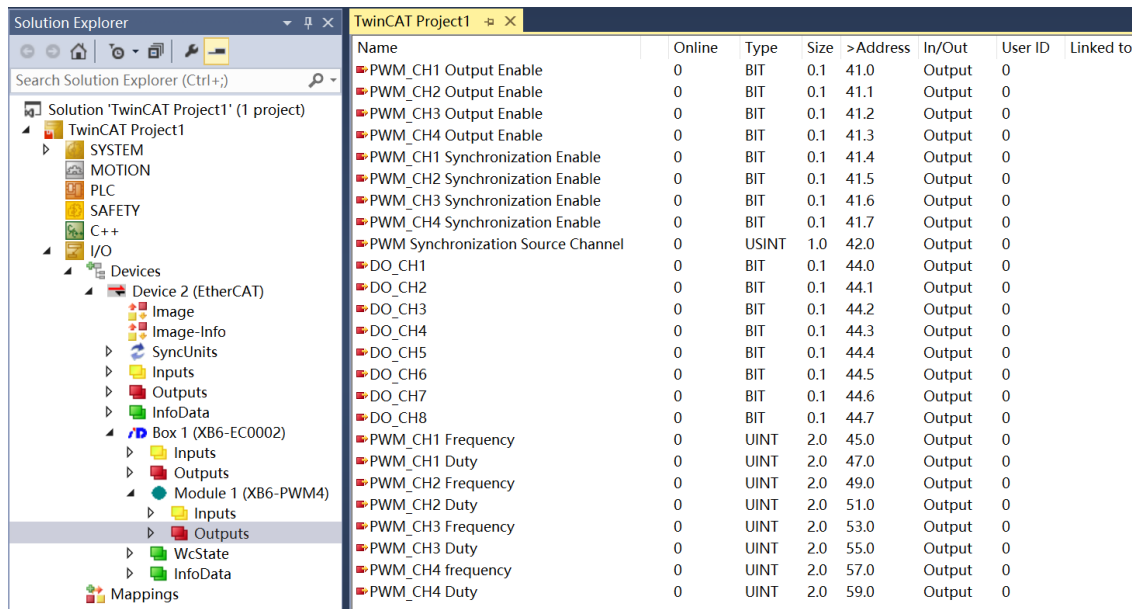 Solution Explorer
Search Solution Explorer (Ctrl+;)
Solution 'TwinCAT Project1' (1 project)
TwinCAT Project1
SYSTEM
MOTION
PLC
SAFETY
C++
I/O
Devices
Device 2 (EtherCAT)
Image
Image-Info
SyncUnits
Inputs
Outputs
InfoData
Box 1 (XB6-EC0002)
Inputs
Outputs
Module 1 (XB6-PWM4)
Inputs
Outputs
WcState
InfoData
Mappings
TwinCAT Project1
Name Online Type Size >Address In/Out User ID Linked to
PWM_CH1 Output Enable 0 BIT 0.1 41.0 Output 0
PWM_CH2 Output Enable 0 BIT 0.1 41.1 Output 0
PWM_CH3 Output Enable 0 BIT 0.1 41.2 Output 0
PWM_CH4 Output Enable 0 BIT 0.1 41.3 Output 0
PWM_CH1 Synchronization Enable 0 BIT 0.1 41.4 Output 0
PWM_CH2 Synchronization Enable 0 BIT 0.1 41.5 Output 0
PWM_CH3 Synchronization Enable 0 BIT 0.1 41.6 Output 0
PWM_CH4 Synchronization Enable 0 BIT 0.1 41.7 Output 0
PWM Synchronization Source Channel 0 USINT 1.0 42.0 Output 0
DO_CH1 0 BIT 0.1 44.0 Output 0
DO_CH2 0 BIT 0.1 44.1 Output 0
DO_CH3 0 BIT 0.1 44.2 Output 0
DO_CH4 0 BIT 0.1 44.3 Output 0
DO_CH5 0 BIT 0.1 44.4 Output 0
DO_CH6 0 BIT 0.1 44.5 Output 0
DO_CH7 0 BIT 0.1 44.6 Output 0
DO_CH8 0 BIT 0.1 44.7 Output 0
PWM_CH1 Frequency 0 UINT 2.0 45.0 Output 0
PWM_CH1 Duty 0 UINT 2.0 47.0 Output 0
PWM_CH2 Frequency 0 UINT 2.0 49.0 Output 0
PWM_CH2 Duty 0 UINT 2.0 51.0 Output 0
PWM_CH3 Frequency 0 UINT 2.0 53.0 Output 0
PWM_CH3 Duty 0 UINT 2.0 55.0 Output 0
PWM_CH4 frequency 0 UINT 2.0 57.0 Output 0
PWM_CH4 Duty 0 UINT 2.0 59.0 Output 0